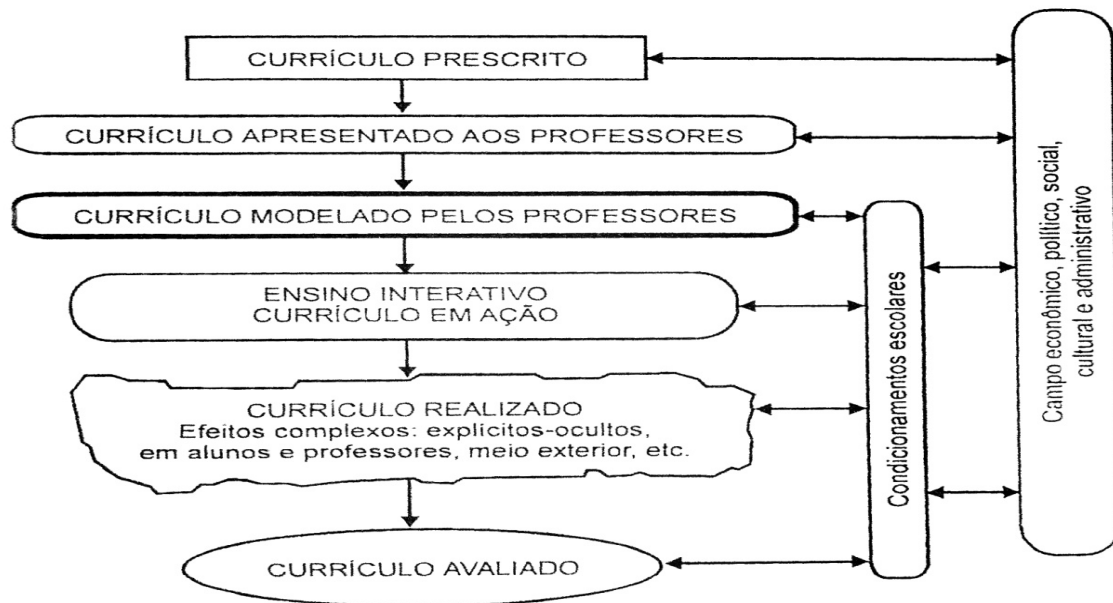 CURRÍCULO PRESCRITO
CURRÍCULO APRESENTADO AOS PROFESSORES
CURRÍCULO MODELADO PELOS PROFESSORES
ENSINO INTERATIVO
CURRÍCULO EM AÇÃO
CURRÍCULO REALIZADO
Efeitos complexos: explícitos-ocultos,
em alunos e professores, meio exterior, etc.
CURRÍCULO AVALIADO
Condicionamentos escolares
Campo econômico, político, social,
cultural e administrativo